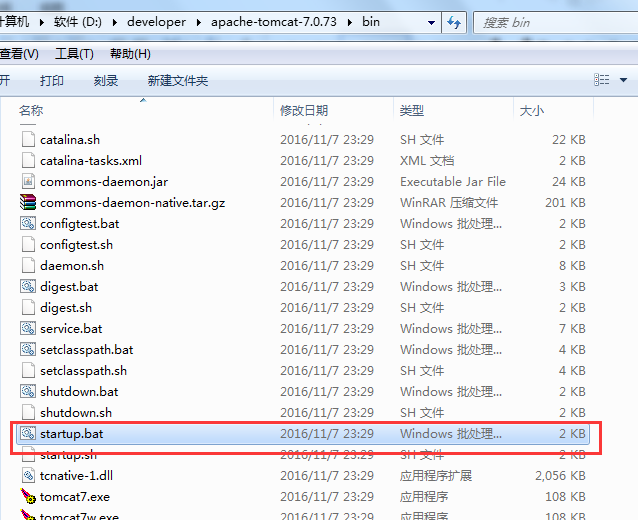 计算机 ▸ 软件 (D:) ▸ developer ▸ apache-tomcat-7.0.73 ▸ bin 搜索 bin
查看(V) 工具(T) 帮助(H)
开 打印 刻录 新建文件夹
名称 修改日期 类型 大小
catalina.sh 2016/11/7 23:29 SH 文件 22 KB
catalina-tasks.xml 2016/11/7 23:29 XML 文档 2 KB
commons-daemon.jar 2016/11/7 23:29 Executable Jar File 24 KB
commons-daemon-native.tar.gz 2016/11/7 23:29 WinRAR 压缩文件 201 KB
configtest.bat 2016/11/7 23:29 Windows 批处理... 2 KB
configtest.sh 2016/11/7 23:29 SH 文件 2 KB
daemon.sh 2016/11/7 23:29 SH 文件 8 KB
digest.bat 2016/11/7 23:29 Windows 批处理... 3 KB
digest.sh 2016/11/7 23:29 SH 文件 2 KB
service.bat 2016/11/7 23:29 Windows 批处理... 7 KB
setclasspath.bat 2016/11/7 23:29 Windows 批处理... 4 KB
setclasspath.sh 2016/11/7 23:29 SH 文件 4 KB
shutdown.bat 2016/11/7 23:29 Windows 批处理... 2 KB
shutdown.sh 2016/11/7 23:29 SH 文件 2 KB
startup.bat 2016/11/7 23:29 Windows 批处理... 2 KB
startup.sh 2016/11/7 23:29 SH 文件 2 KB
tcnative-1.dll 2016/11/7 23:29 应用程序扩展 2,056 KB
tomcat7.exe 2016/11/7 23:29 应用程序 108 KB
tomcat7w.exe 2016/11/7 23:29 应用程序 108 KB